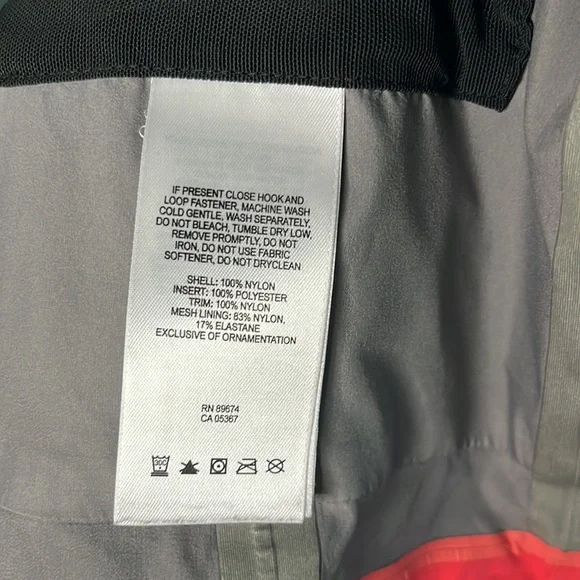 IF PRESENT CLOSE HOOK AND
LOOP FASTENER, MACHINE WASH
COLD GENTLE, WASH SEPARATELY,
DO NOT BLEACH, TUMBLE DRY LOW,
REMOVE PROMPTLY, DO NOT
IRON, DO NOT USE FABRIC
SOFTENER, DO NOT DRYCLEAN
SHELL: 100% NYLON
INSERT: 100% POLYESTER
TRIM: 100% NYLON
MESH LINING: 83% NYLON,
17% ELASTANE
EXCLUSIVE OF ORNAMENTATION
RN 89674
CA 05367
30C